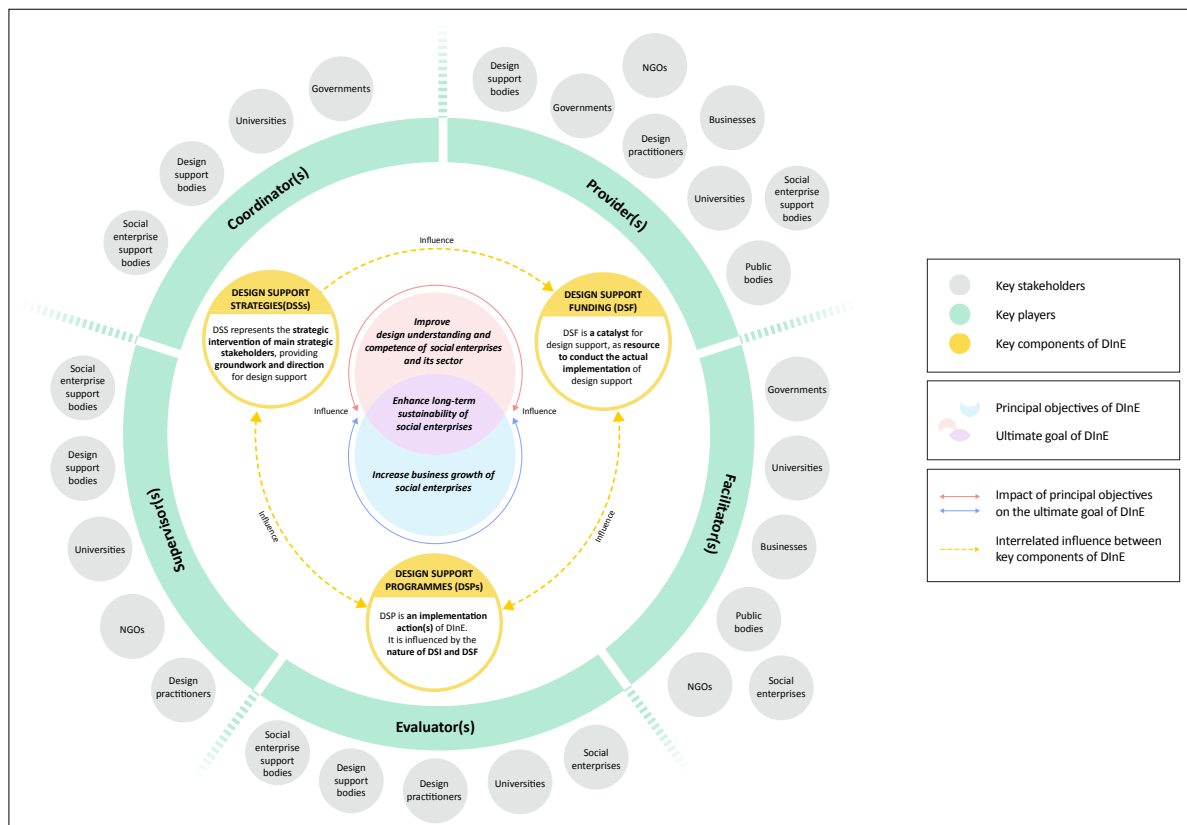 Governments
Universities
Design
support
bodies
Social
enterprise
support
bodies
Coordinator(s)
Design
support
bodies
Governments
NGOs
Design
practitioners
Businesses
Universities
Social
enterprise
support
bodies
Public
bodies
Provider(s)
Influence
DESIGN SUPPORT
STRATEGIES(DSSs)
DSS represents the strategic
intervention of main strategic
stakeholders, providing
groundwork and direction
for design support
DESIGN SUPPORT
FUNDING (DSF)
DSF is a catalyst for
design support, as resource
to conduct the actual
implementation of
design support
Improve
design understanding and
competence of social enterprises
and its sector
Influence
Enhance long-term
sustainability of
social enterprises
Influence
Increase business growth of
social enterprises
Influence
Influence
DESIGN SUPPORT
PROGRAMMES (DSPs)
DSP is an implementation
action(s) of DInE.
It is influenced by the
nature of DSI and DSF
Social
enterprise
support
bodies
Design
support
bodies
Universities
NGOs
Design
practitioners
Supervisor(s)
Governments
Universities
Businesses
Public
bodies
NGOs
Social
enterprises
Facilitator(s)
Evaluator(s)
Social
enterprise
support
bodies
Design
support
bodies
Design
practitioners
Universities
Social
enterprises
Key stakeholders
Key players
Key components of DInE
Principal objectives of DInE
Ultimate goal of DInE
Impact of principal objectives
on the ultimate goal of DInE
Interrelated influence between
key components of DInE